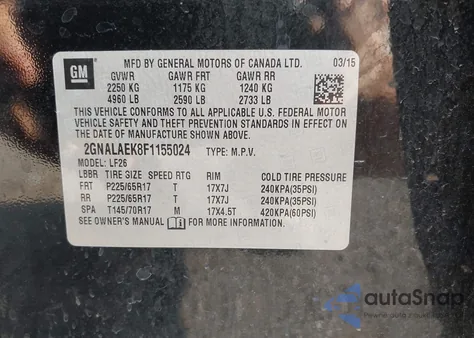 GM
MFD BY GENERAL MOTORS OF CANADA LTD. 03/15
GVWR GAWR FRT GAWR RR
2250 KG 1175 KG 1240 KG
4960 LB 2590 LB 2733 LB
THIS VEHICLE CONFORMS TO ALL APPLICABLE U.S. FEDERAL MOTOR
VEHICLE SAFETY AND THEFT PREVENTION STANDARDS IN EFFECT ON THE
DATE OF MANUFACTURE SHOWN ABOVE.
2GNALAEK8F1155024 TYPE: M.P.V.
MODEL: LF26
LBBR TIRE SIZE SPEED RTG RIM COLD TIRE PRESSURE
FRT P225/65R17 T 17X7J 240KPA(35PSI)
RR P225/65R17 T 17X7J 240KPA(35PSI)
SPA T145/70R17 M 17X4.5T 420KPA(60PSI)
SEE OWNER'S MANUAL FOR MORE INFORMATION.
autoSnap